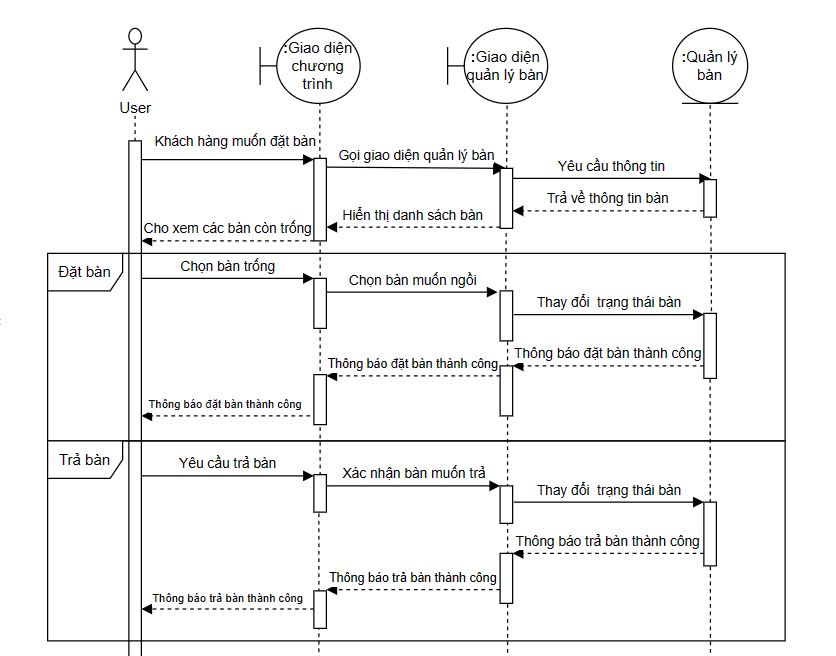 :Giao diện
chương
trình
:Giao diện
quản lý bàn
:Quản lý
bàn
User
Khách hàng muốn đặt bàn
Gọi giao diện quản lý bàn
Yêu cầu thông tin
Trả về thông tin bàn
Hiển thị danh sách bàn
Cho xem các bàn còn trống
Đặt bàn
Chọn bàn trống
Chọn bàn muốn ngồi
Thay đổi  trạng thái bàn
Thông báo đặt bàn thành công
Thông báo đặt bàn thành công
Thông báo đặt bàn thành công
Trả bàn
Yêu cầu trả bàn
Xác nhận bàn muốn trả
Thay đổi  trạng thái bàn
Thông báo trả bàn thành công
Thông báo trả bàn thành công
Thông báo trả bàn thành công